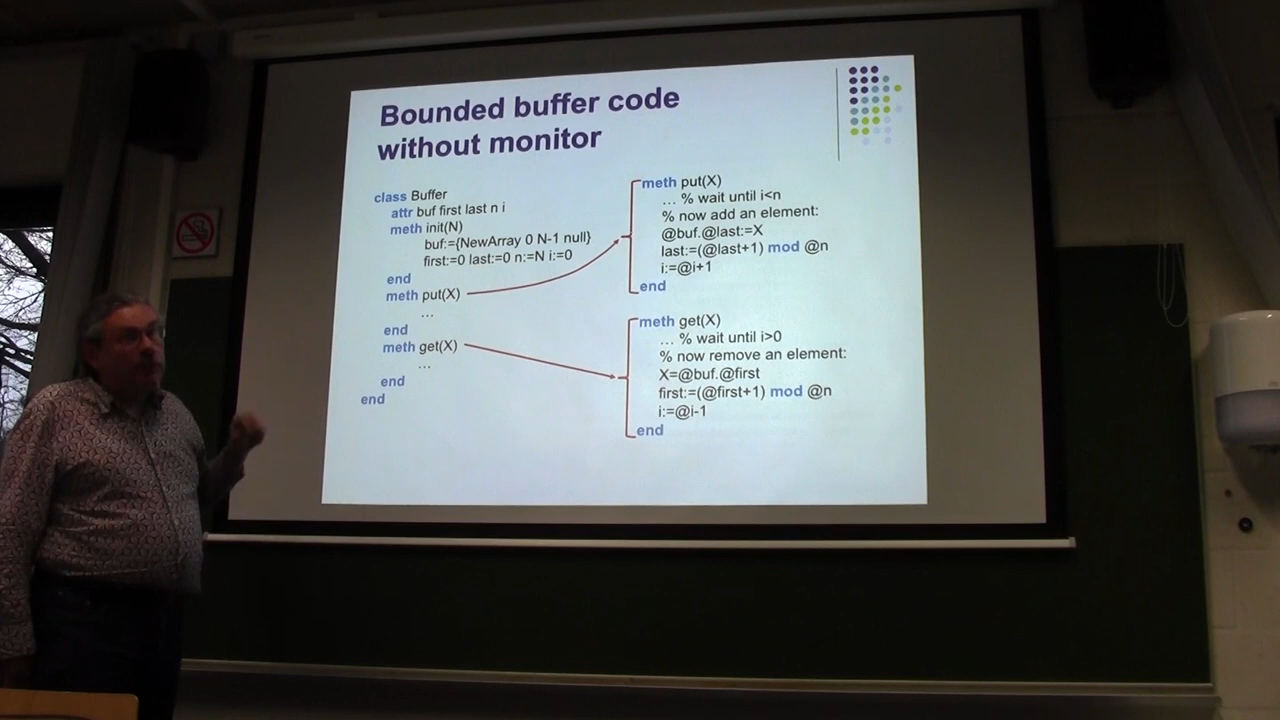 Bounded buffer code
without monitor
class Buffer
attr buf first last n i
meth init(N)
buf:={NewArray 0 N-1 null}
first:=0 last:=0 n:=N i:=0
end
meth put(X)
...
end
meth get(X)
...
end
end
meth put(X)
... % wait until i<n
% now add an element:
@buf.@last:=X
last:=(@last+1) mod @n
i:=@i+1
end
meth get(X)
... % wait until i>0
% now remove an element:
X=@buf.@first
first:=(@first+1) mod @n
i:=@i-1
end